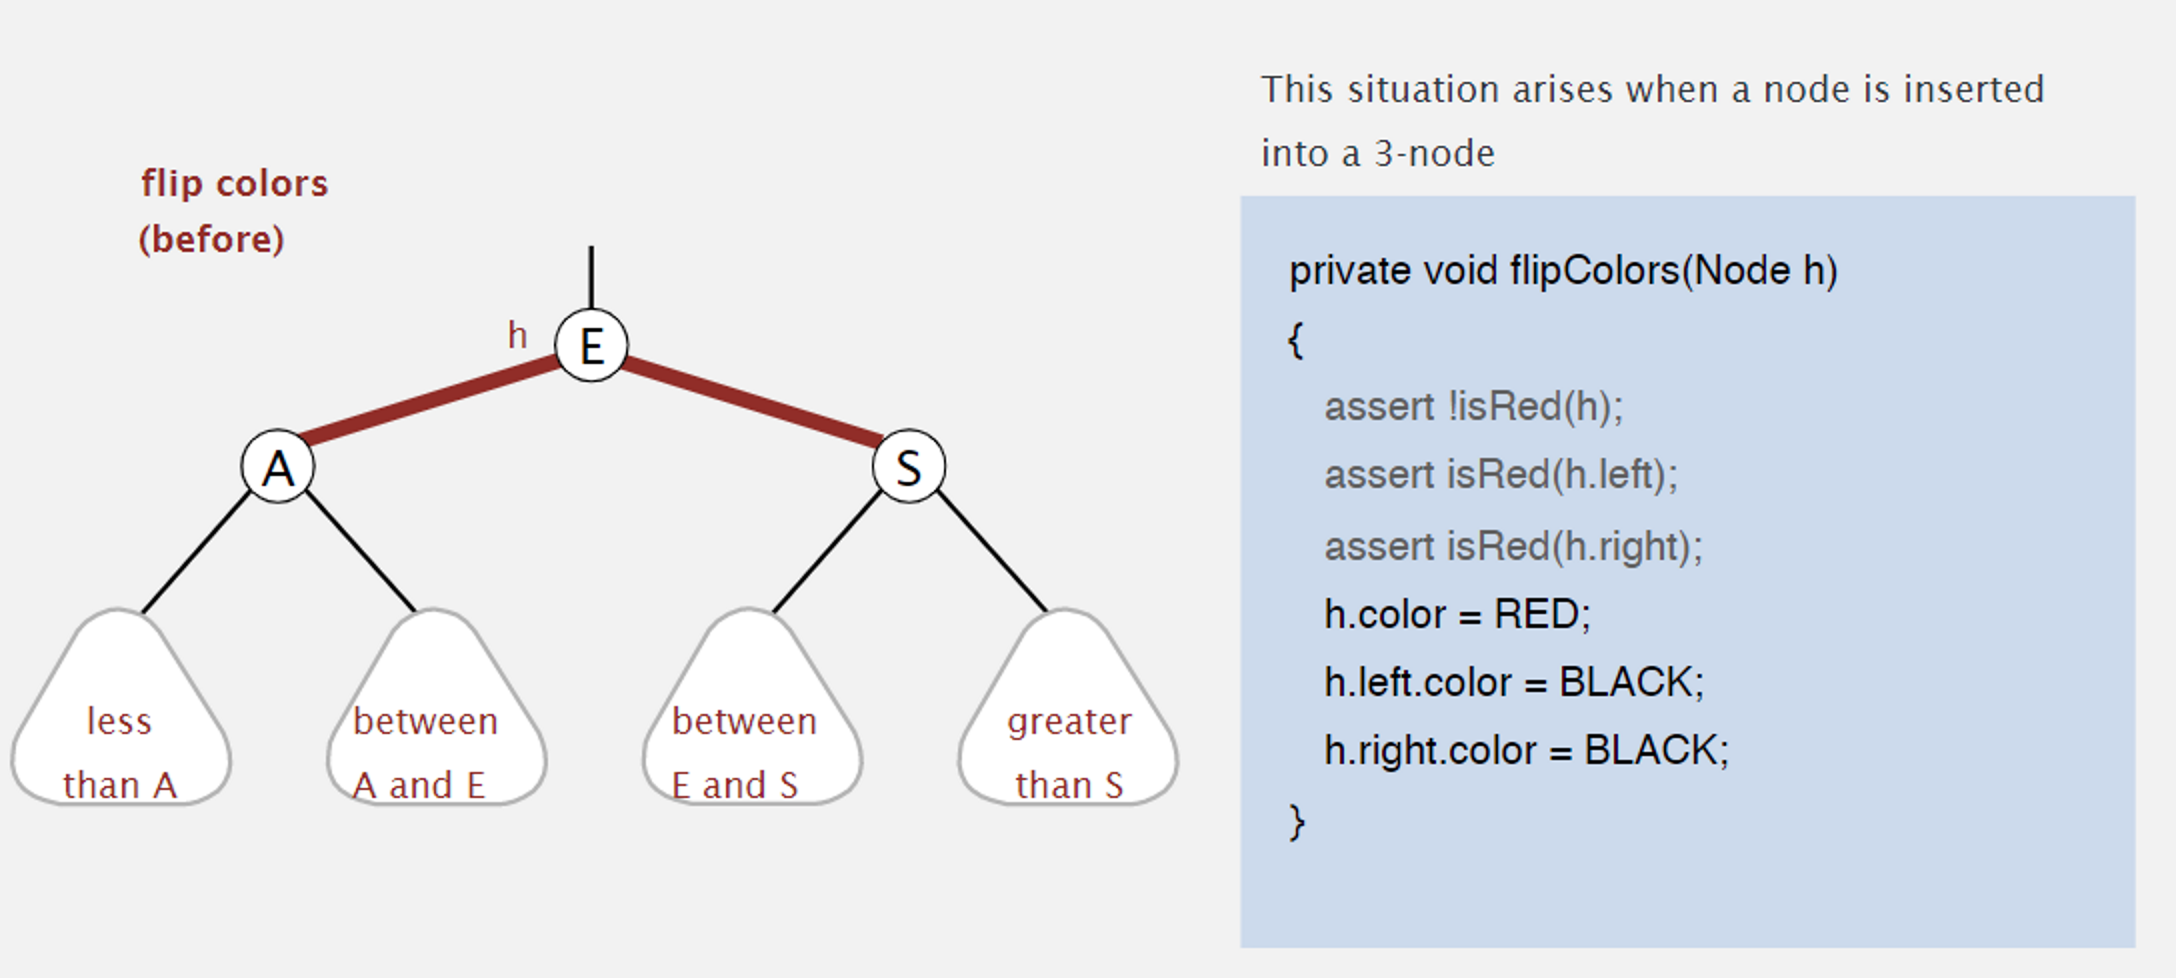 This situation arises when a node is inserted
into a 3-node
flip colors
(before)
h
E
A
S
less
than A
between
A and E
between
E and S
greater
than S
private void flipColors(Node h)
{
assert !isRed(h);
assert isRed(h.left);
assert isRed(h.right);
h.color = RED;
h.left.color = BLACK;
h.right.color = BLACK;
}